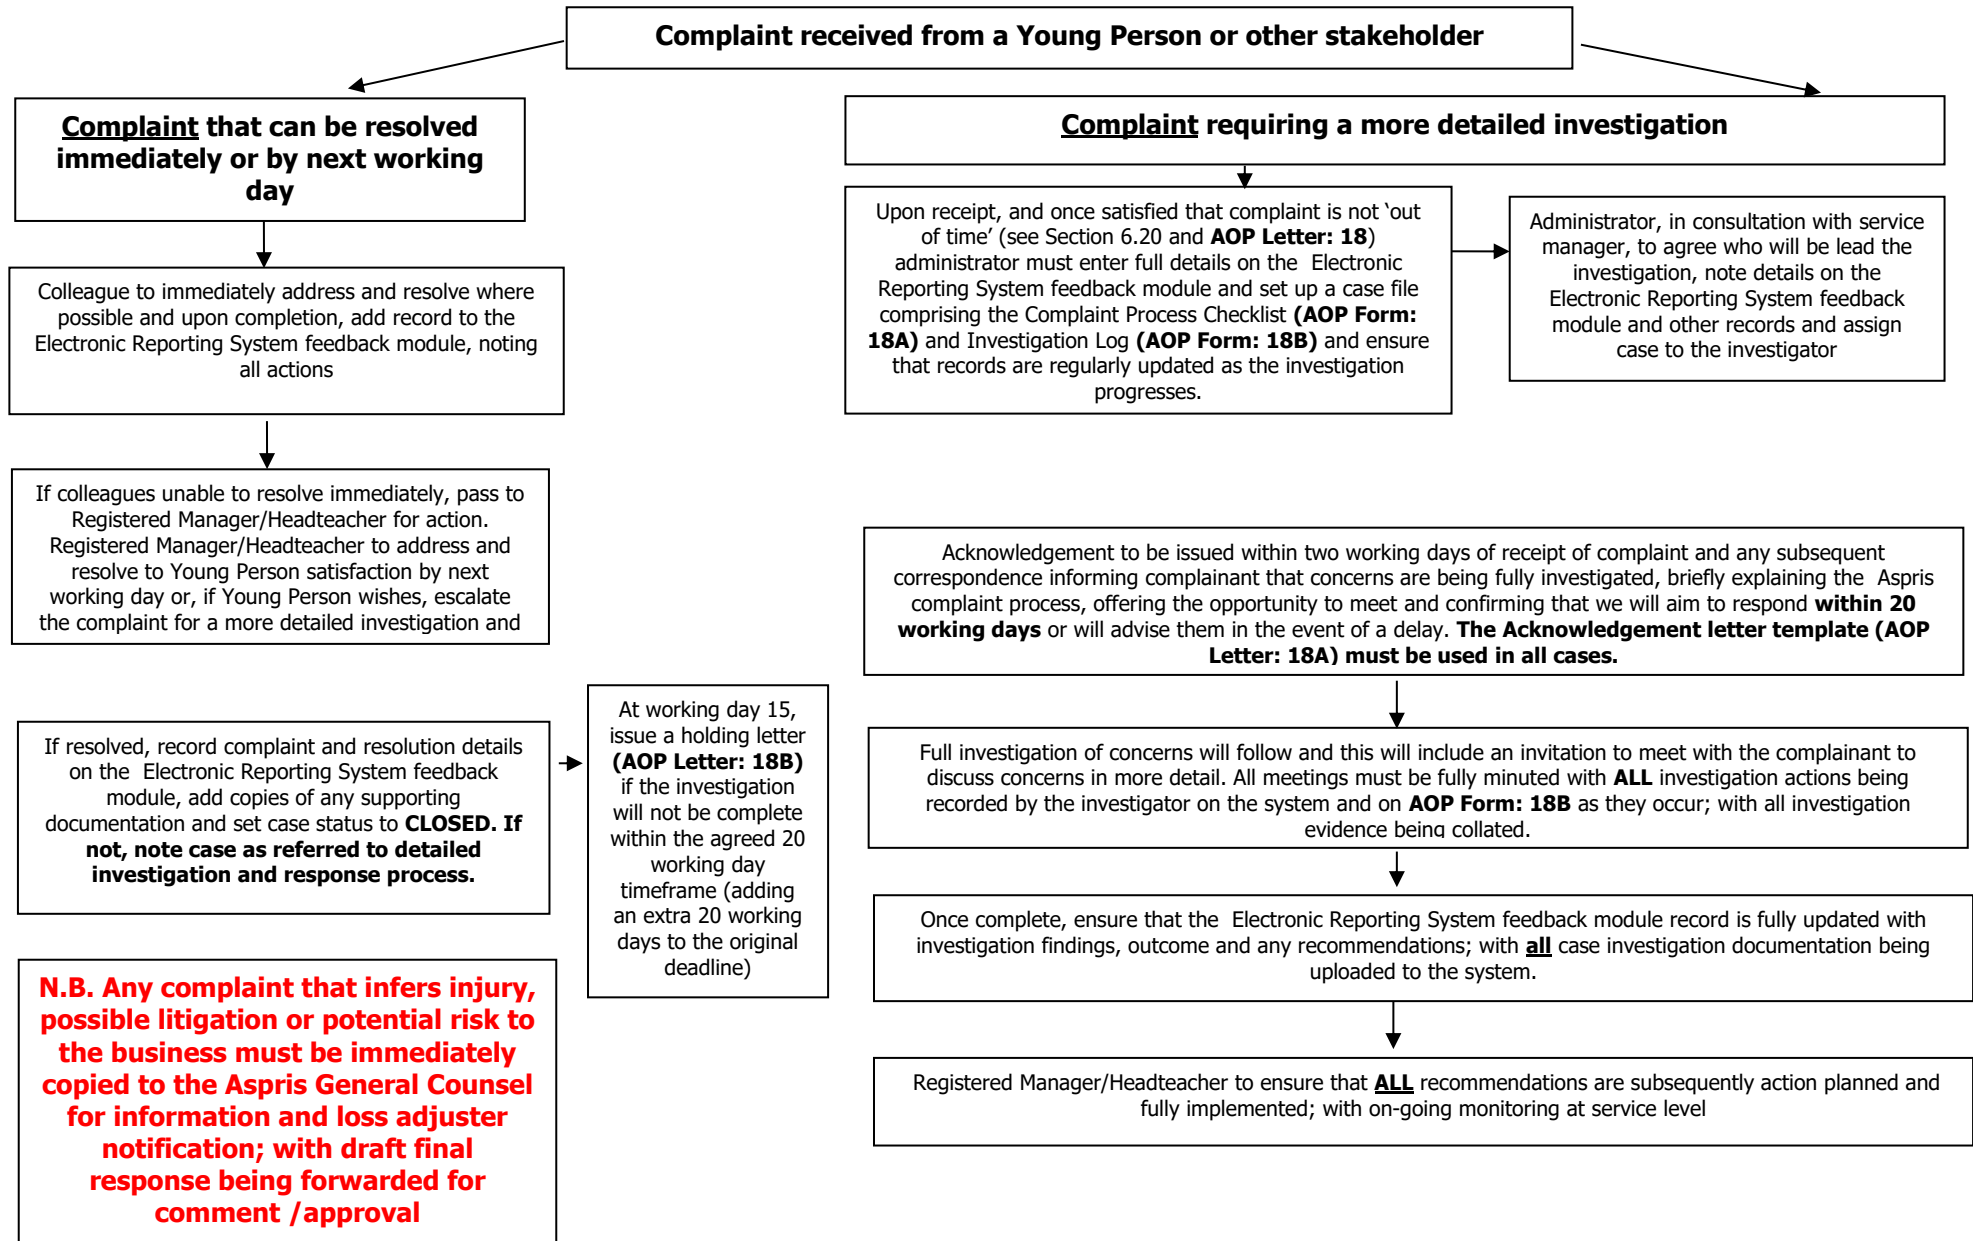 Complaint received from a Young Person or other stakeholder
Complaint that can be resolved
immediately or by next working
day
Colleague to immediately address and resolve where
possible and upon completion, add record to the
Electronic Reporting System feedback module, noting
all actions
If colleagues unable to resolve immediately, pass to
Registered Manager/Headteacher for action.
Registered Manager/Headteacher to address and
resolve to Young Person satisfaction by next
working day or, if Young Person wishes, escalate
the complaint for a more detailed investigation and
If resolved, record complaint and resolution details
on the Electronic Reporting System feedback
module, add copies of any supporting
documentation and set case status to CLOSED. If
not, note case as referred to detailed
investigation and response process.
N.B. Any complaint that infers injury,
possible litigation or potential risk to
the business must be immediately
copied to the Aspris General Counsel
for information and loss adjuster
notification; with draft final
response being forwarded for
comment /approval
At working day 15,
issue a holding letter
(AOP Letter: 18B)
if the investigation
will not be complete
within the agreed 20
working day
timeframe (adding
an extra 20 working
days to the original
deadline)
Complaint requiring a more detailed investigation
Upon receipt, and once satisfied that complaint is not ‘out
of time’ (see Section 6.20 and AOP Letter: 18)
administrator must enter full details on the Electronic
Reporting System feedback module and set up a case file
comprising the Complaint Process Checklist (AOP Form:
18A) and Investigation Log (AOP Form: 18B) and ensure
that records are regularly updated as the investigation
progresses.
Administrator, in consultation with service
manager, to agree who will be lead the
investigation, note details on the
Electronic Reporting System feedback
module and other records and assign
case to the investigator
Acknowledgement to be issued within two working days of receipt of complaint and any subsequent
correspondence informing complainant that concerns are being fully investigated, briefly explaining the Aspris
complaint process, offering the opportunity to meet and confirming that we will aim to respond within 20
working days or will advise them in the event of a delay. The Acknowledgement letter template (AOP
Letter: 18A) must be used in all cases.
Full investigation of concerns will follow and this will include an invitation to meet with the complainant to
discuss concerns in more detail. All meetings must be fully minuted with ALL investigation actions being
recorded by the investigator on the system and on AOP Form: 18B as they occur; with all investigation
evidence being collated.
Once complete, ensure that the Electronic Reporting System feedback module record is fully updated with
investigation findings, outcome and any recommendations; with all case investigation documentation being
uploaded to the system.
Registered Manager/Headteacher to ensure that ALL recommendations are subsequently action planned and
fully implemented; with on-going monitoring at service level